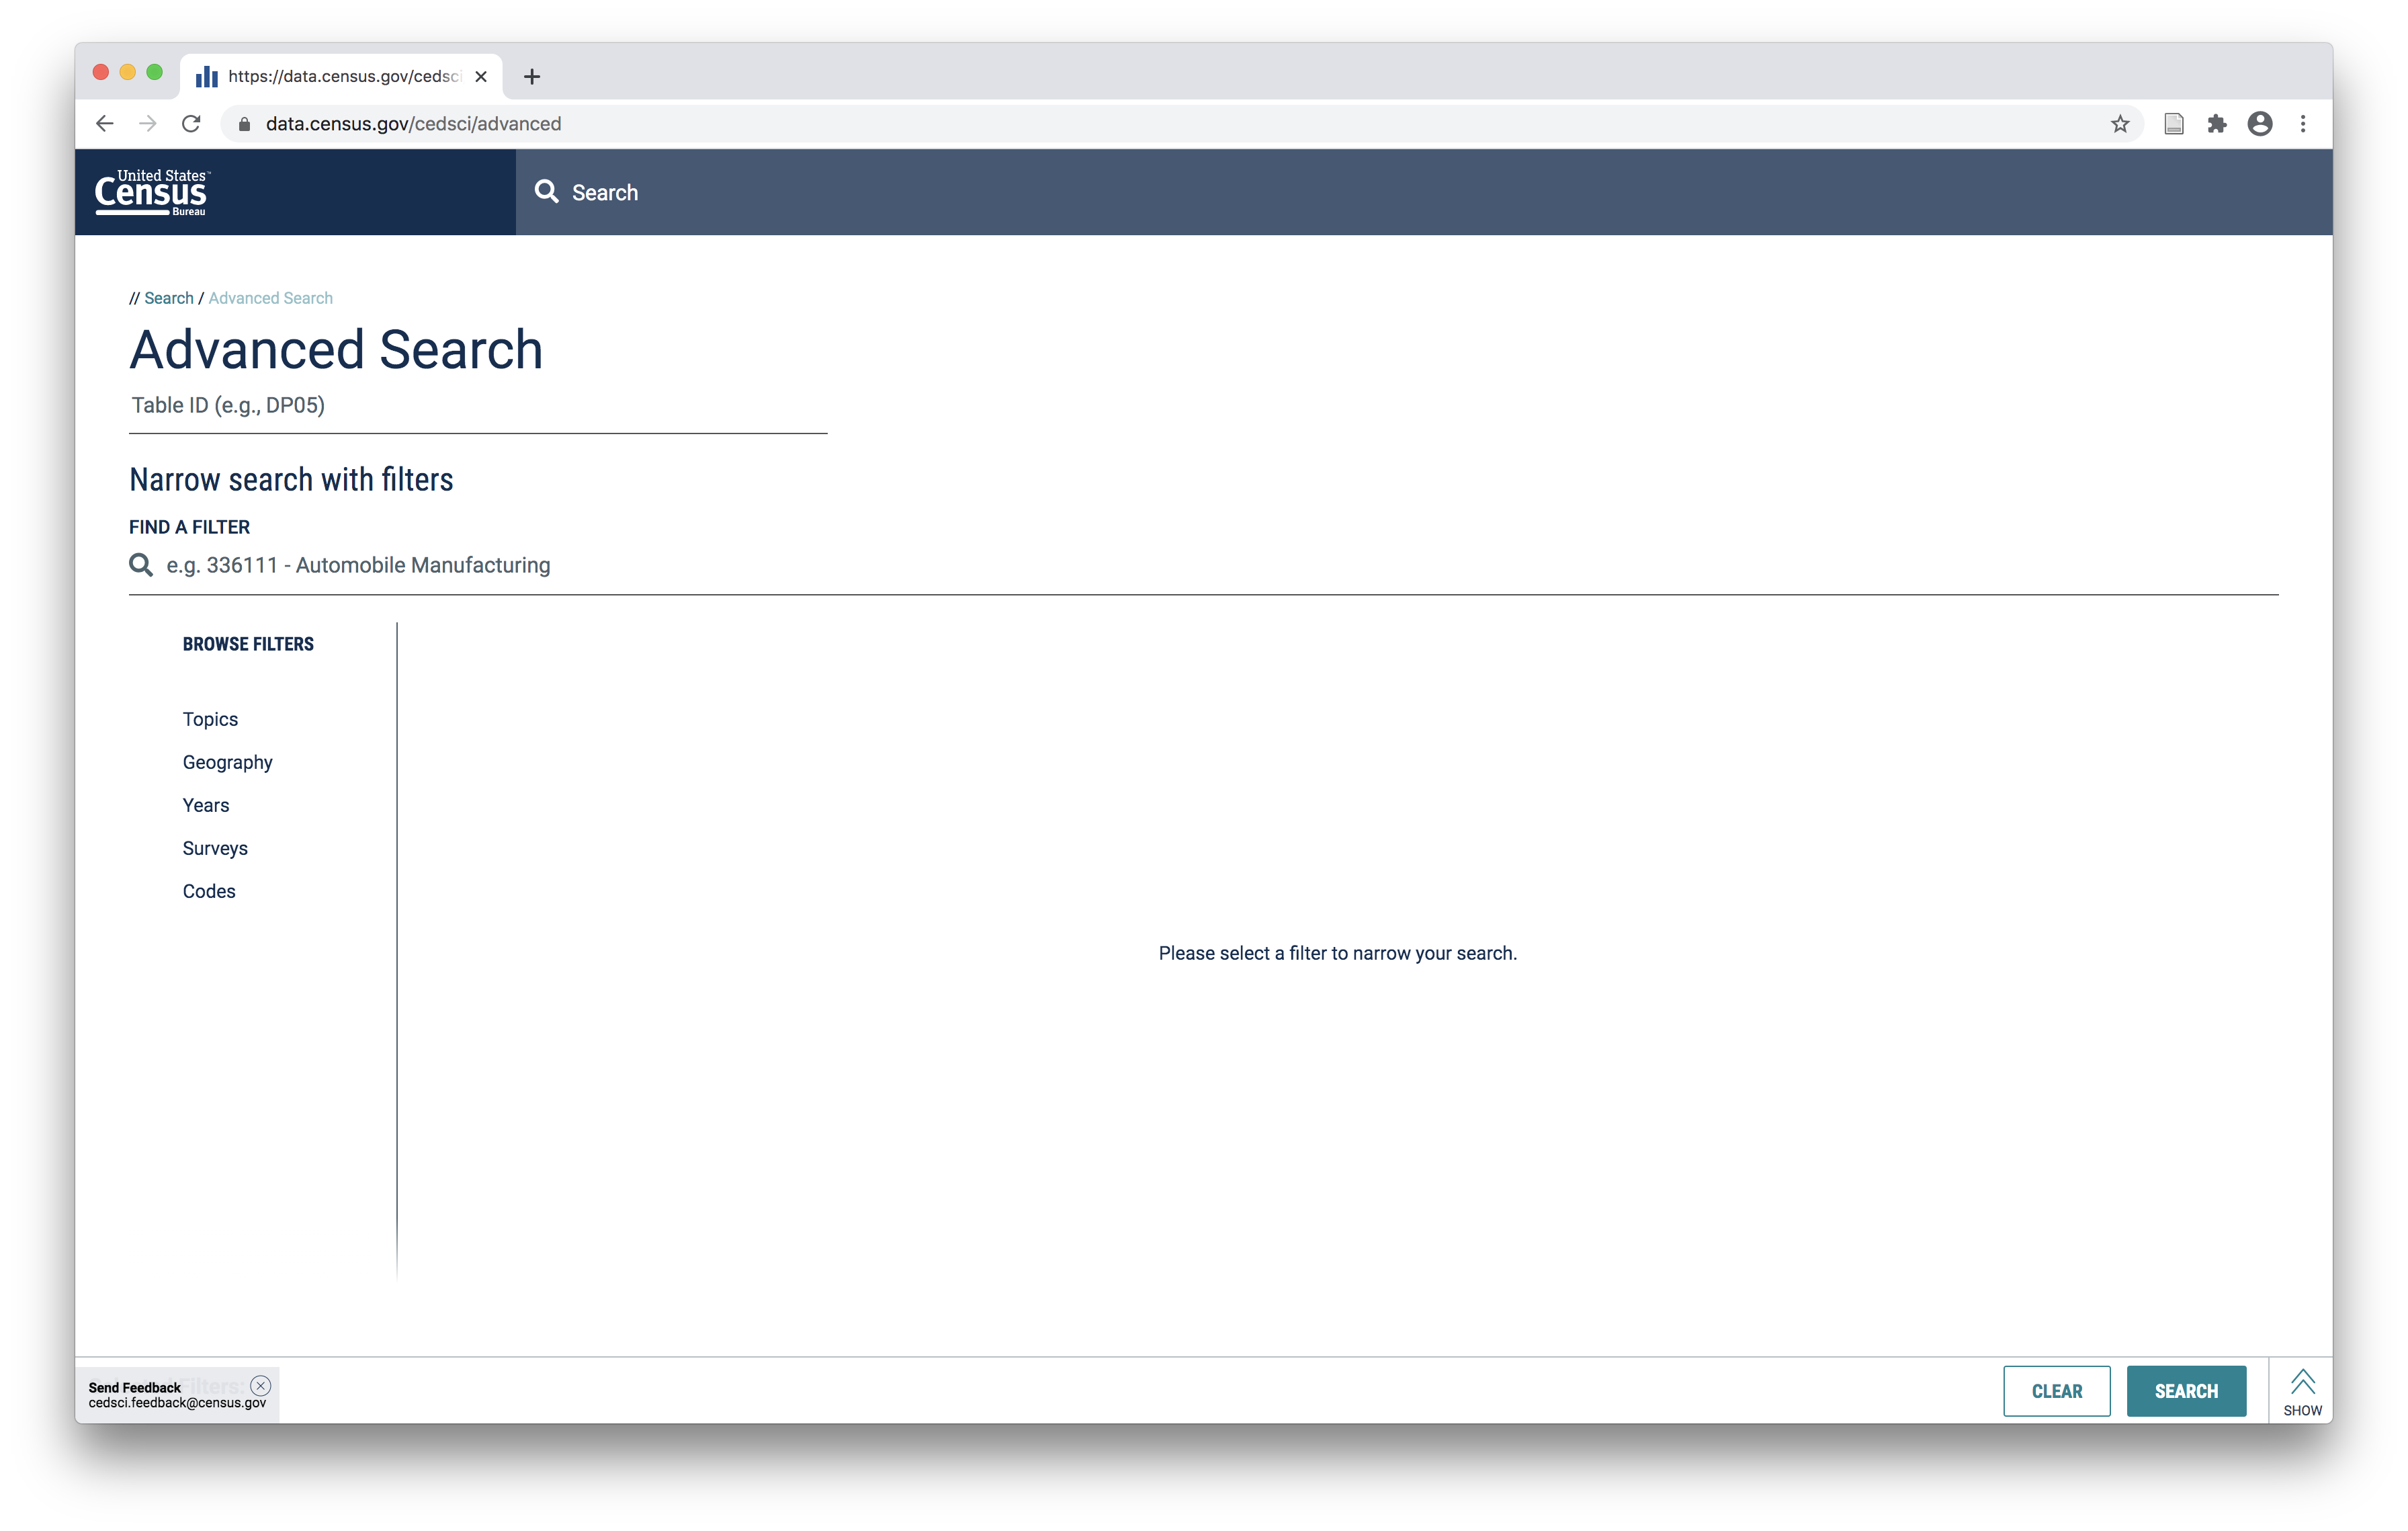 https://data.census.gov/cedsci
data.census.gov/cedsci/advanced
United States™
Census
Bureau
Search
// Search / Advanced Search
Advanced Search
Table ID (e.g., DP05)
Narrow search with filters
FIND A FILTER
e.g. 336111 - Automobile Manufacturing
BROWSE FILTERS
Topics
Geography
Years
Surveys
Codes
Please select a filter to narrow your search.
Send Feedback
Filters:
cedsci.feedback@census.gov
CLEAR
SEARCH
SHOW